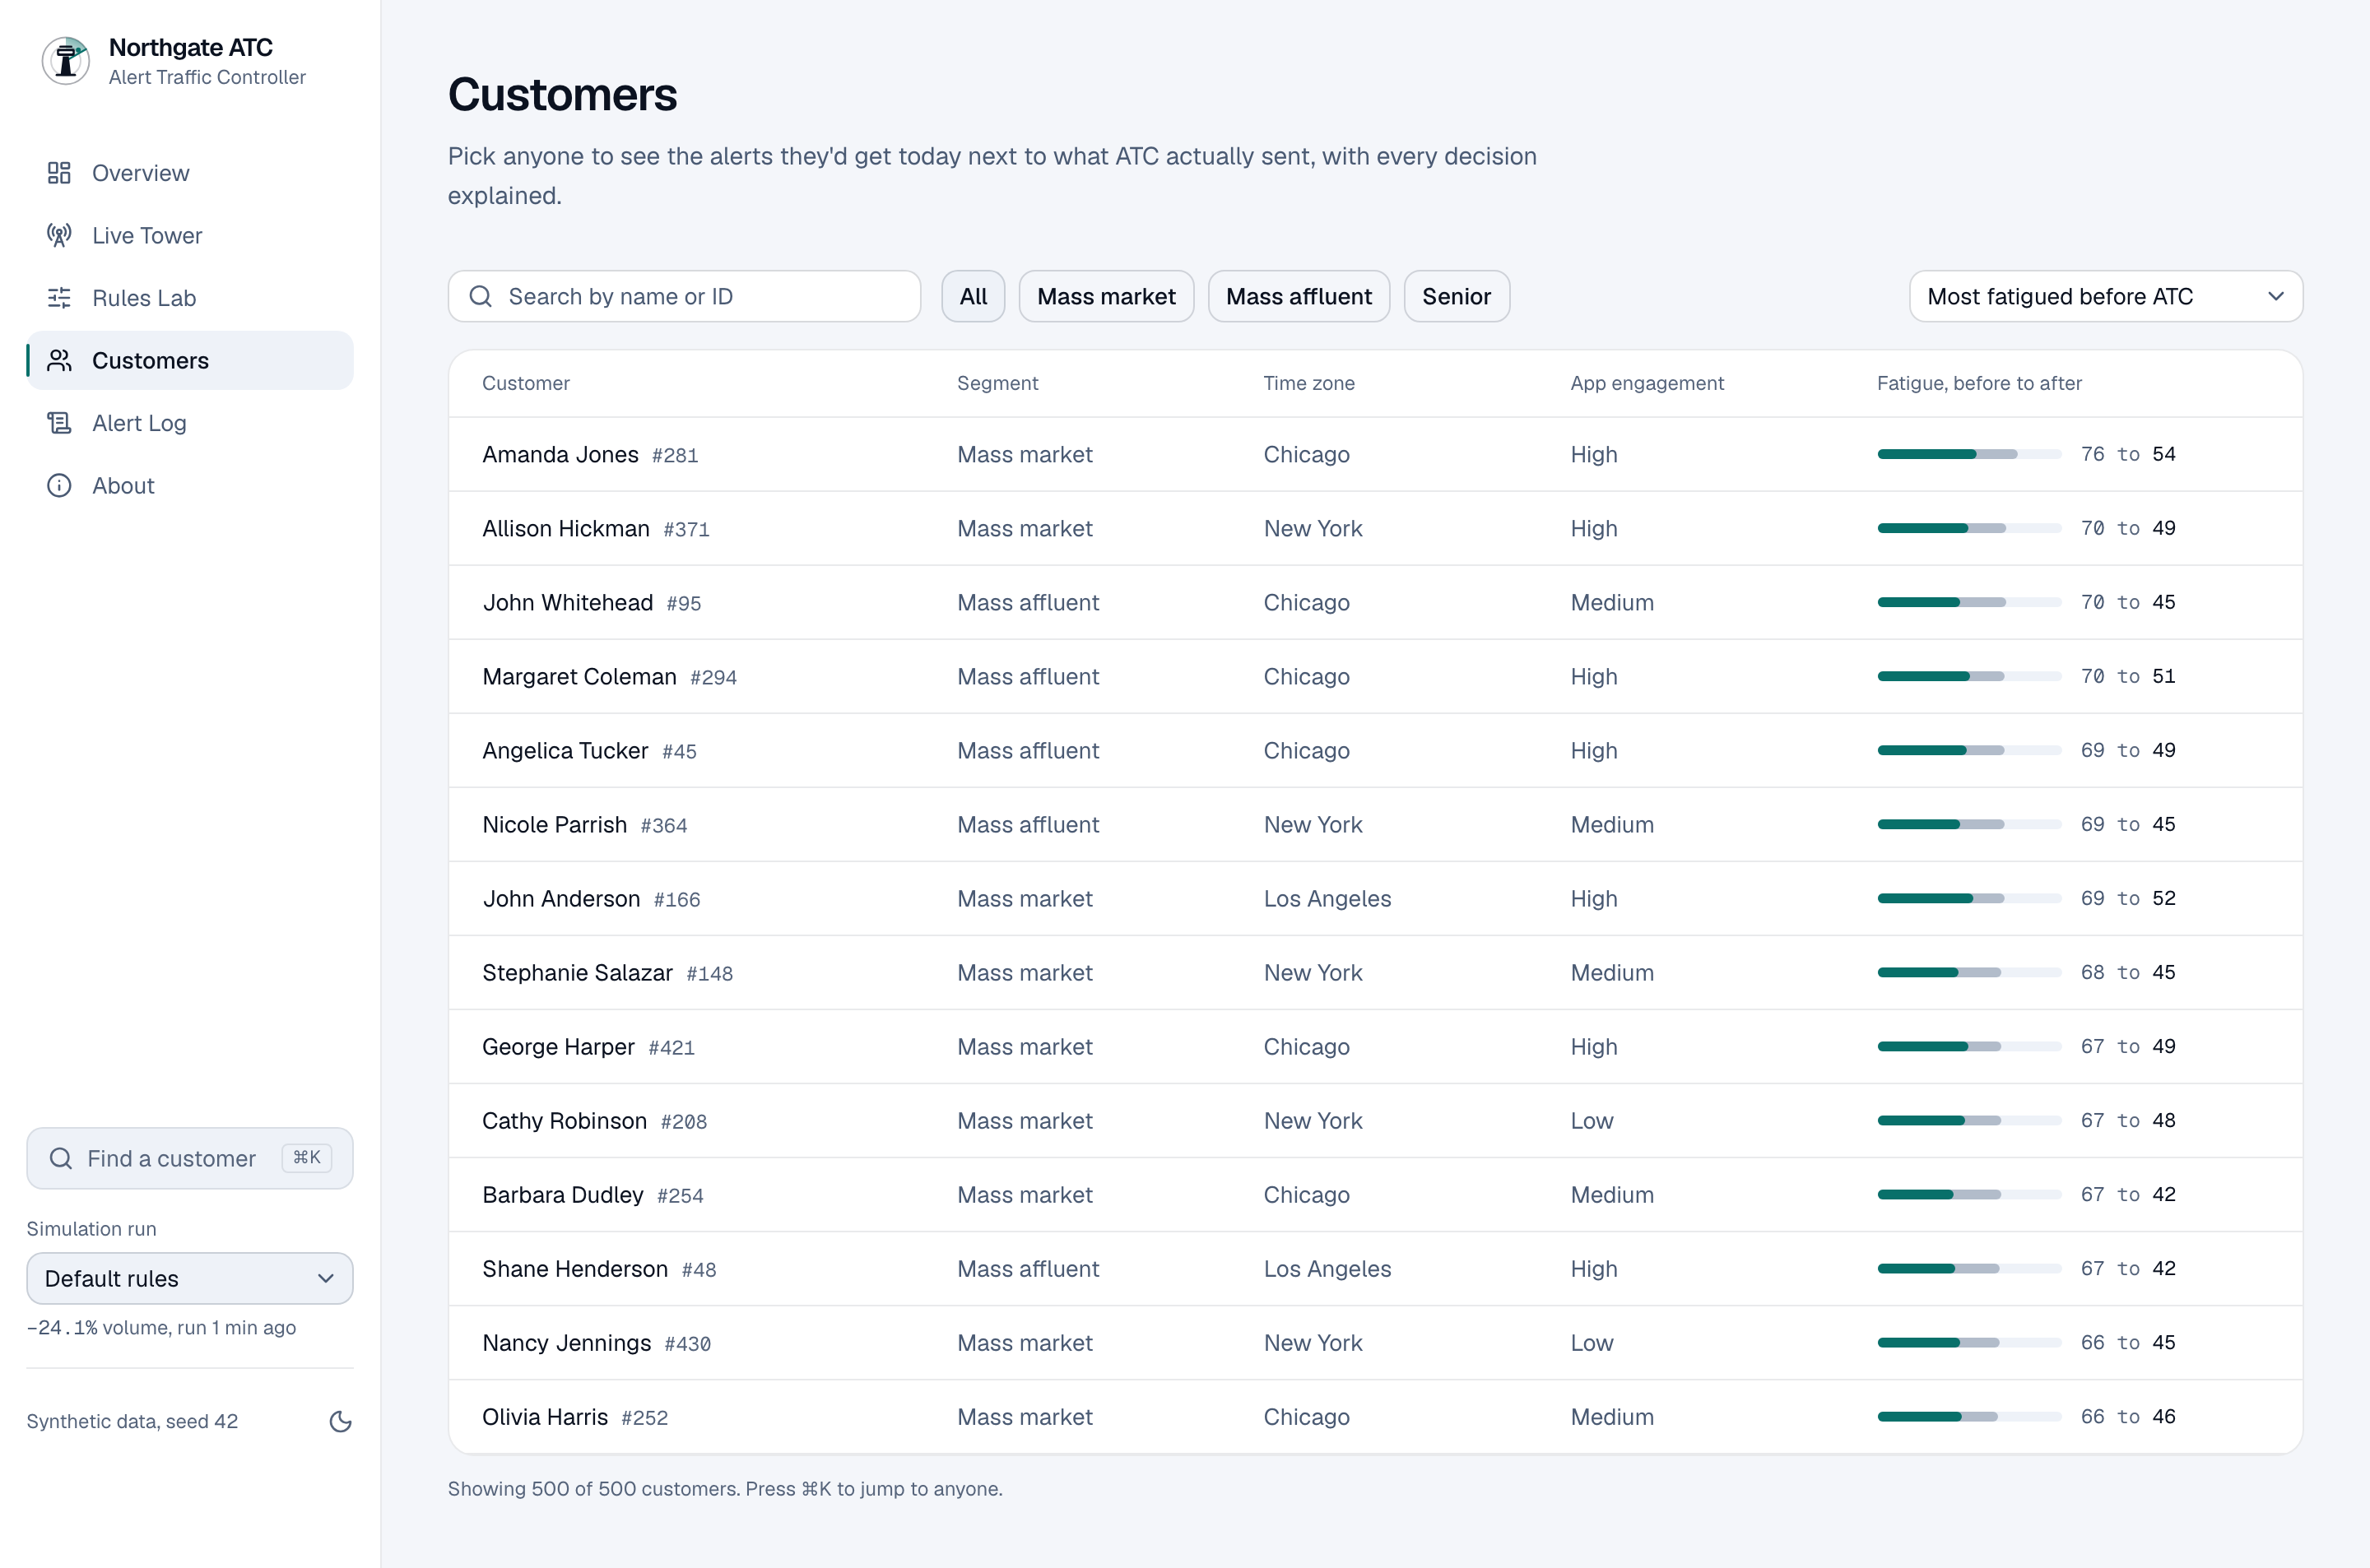 Northgate ATC
Alert Traffic Controller
Overview
Live Tower
Rules Lab
Customers
Alert Log
About
Find a customer ⌘K
Simulation run
Default rules
−24.1% volume, run 1 min ago
Synthetic data, seed 42
Customers
Pick anyone to see the alerts they'd get today next to what ATC actually sent, with every decision
explained.
Search by name or ID All Mass market Mass affluent Senior Most fatigued before ATC
Customer Segment Time zone App engagement Fatigue, before to after
Amanda Jones #281 Mass market Chicago High 76 to 54
Allison Hickman #371 Mass market New York High 70 to 49
John Whitehead #95 Mass affluent Chicago Medium 70 to 45
Margaret Coleman #294 Mass affluent Chicago High 70 to 51
Angelica Tucker #45 Mass affluent Chicago High 69 to 49
Nicole Parrish #364 Mass affluent New York Medium 69 to 45
John Anderson #166 Mass market Los Angeles High 69 to 52
Stephanie Salazar #148 Mass market New York Medium 68 to 45
George Harper #421 Mass market Chicago High 67 to 49
Cathy Robinson #208 Mass market New York Low 67 to 48
Barbara Dudley #254 Mass market Chicago Medium 67 to 42
Shane Henderson #48 Mass affluent Los Angeles High 67 to 42
Nancy Jennings #430 Mass market New York Low 66 to 45
Olivia Harris #252 Mass market Chicago Medium 66 to 46
Showing 500 of 500 customers. Press ⌘K to jump to anyone.